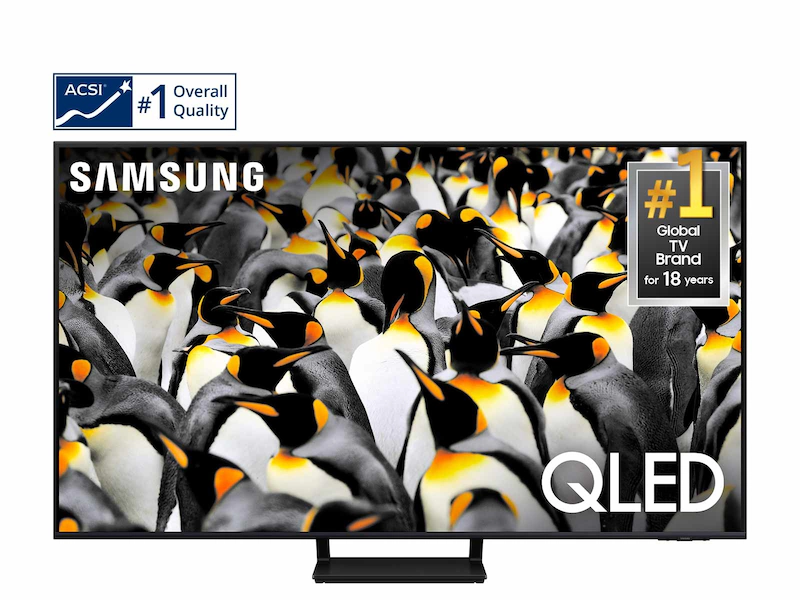 ACSI®
#1 Overall
Quality
SAMSUNG
#1
Global
TV
Brand
for 18 years
QLED